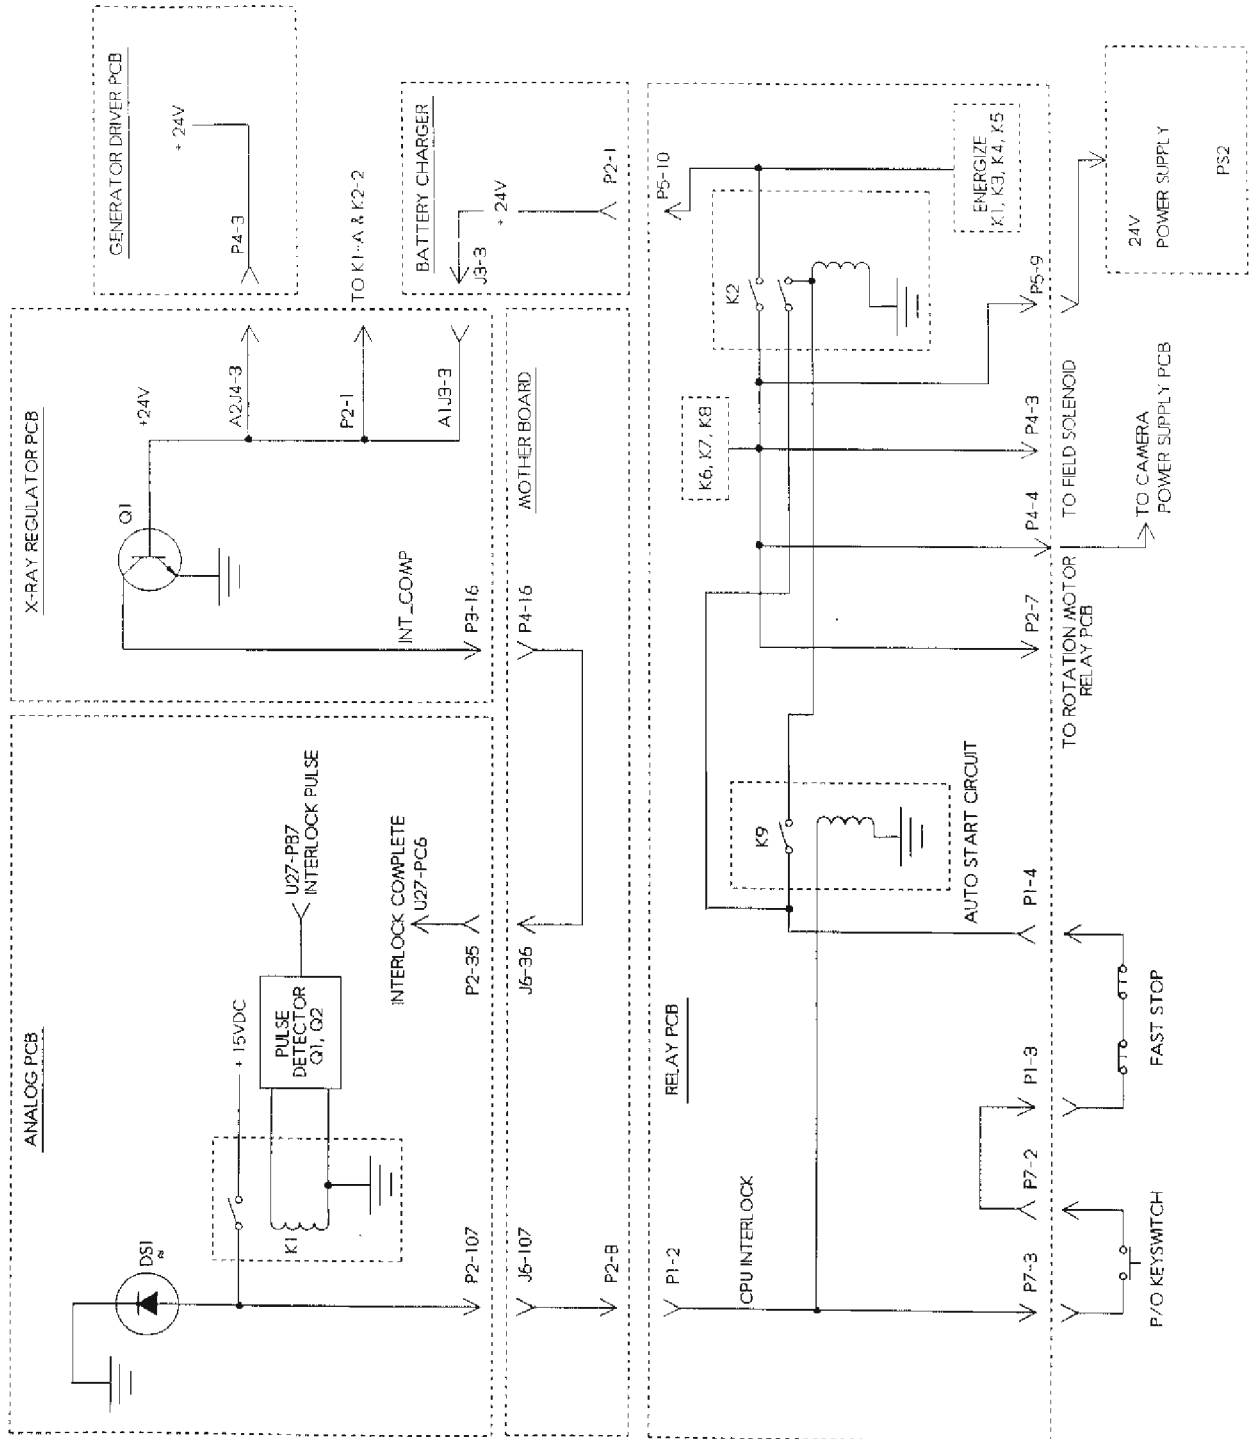 ANALOG PCB
DS1
≈
K1
+ 15VDC
PULSE
DETECTOR
Q1, Q2
U27-PB7
INTERLOCK PULSE
INTERLOCK COMPLETE
U27-PC6
P2-107
P2-35
X-RAY REGULATOR PCB
Q1
+24V
INT_COMP
P3-16
A2J4-3
P2-1
A1J3-3
GENERATOR DRIVER PCB
+ 24V
P4-3
TO K1-A & K2-2
BATTERY CHARGER
J3-3
+ 24V
P2-1
MOTHER BOARD
J6-107
P2-B
J6-36
P4-16
RELAY PCB
P1-2
CPU INTERLOCK
K9
AUTO START CIRCUIT
K6, K7, K8
K2
P5-10
ENERGIZE
K1, K3, K4, K5
P7-3
P7-2
P1-3
P1-4
P2-7
P4-4
P4-3
P5-9
P/O KEYSWITCH
FAST STOP
TO ROTATION MOTOR
RELAY PCB
TO FIELD SOLENOID
TO CAMERA
POWER SUPPLY PCB
24V
POWER SUPPLY
PS2